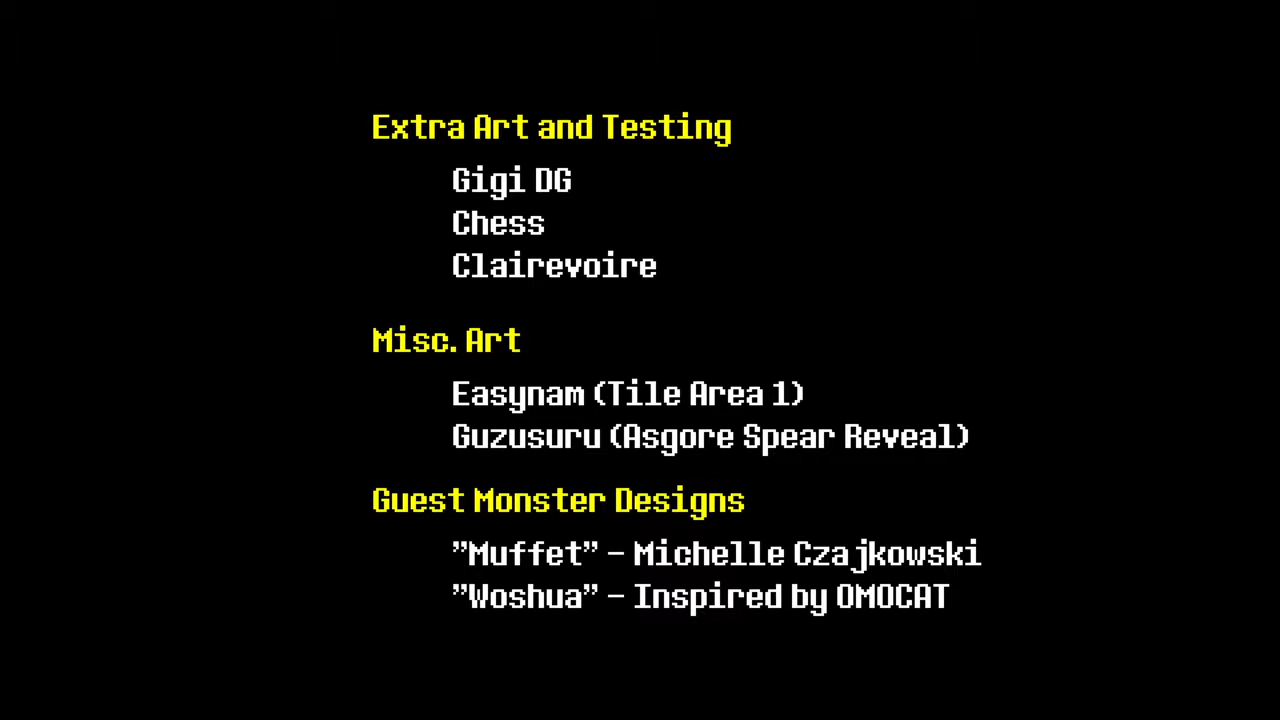 Extra Art and Testing
Gigi DG
Chess
Clairevoire
Misc. Art
Easynam (Tile Area 1)
Guzusuru (Asgore Spear Reveal)
Guest Monster Designs
”Muffet” - Michelle Czajkowski
”Woshua” - Inspired by OMOCAT